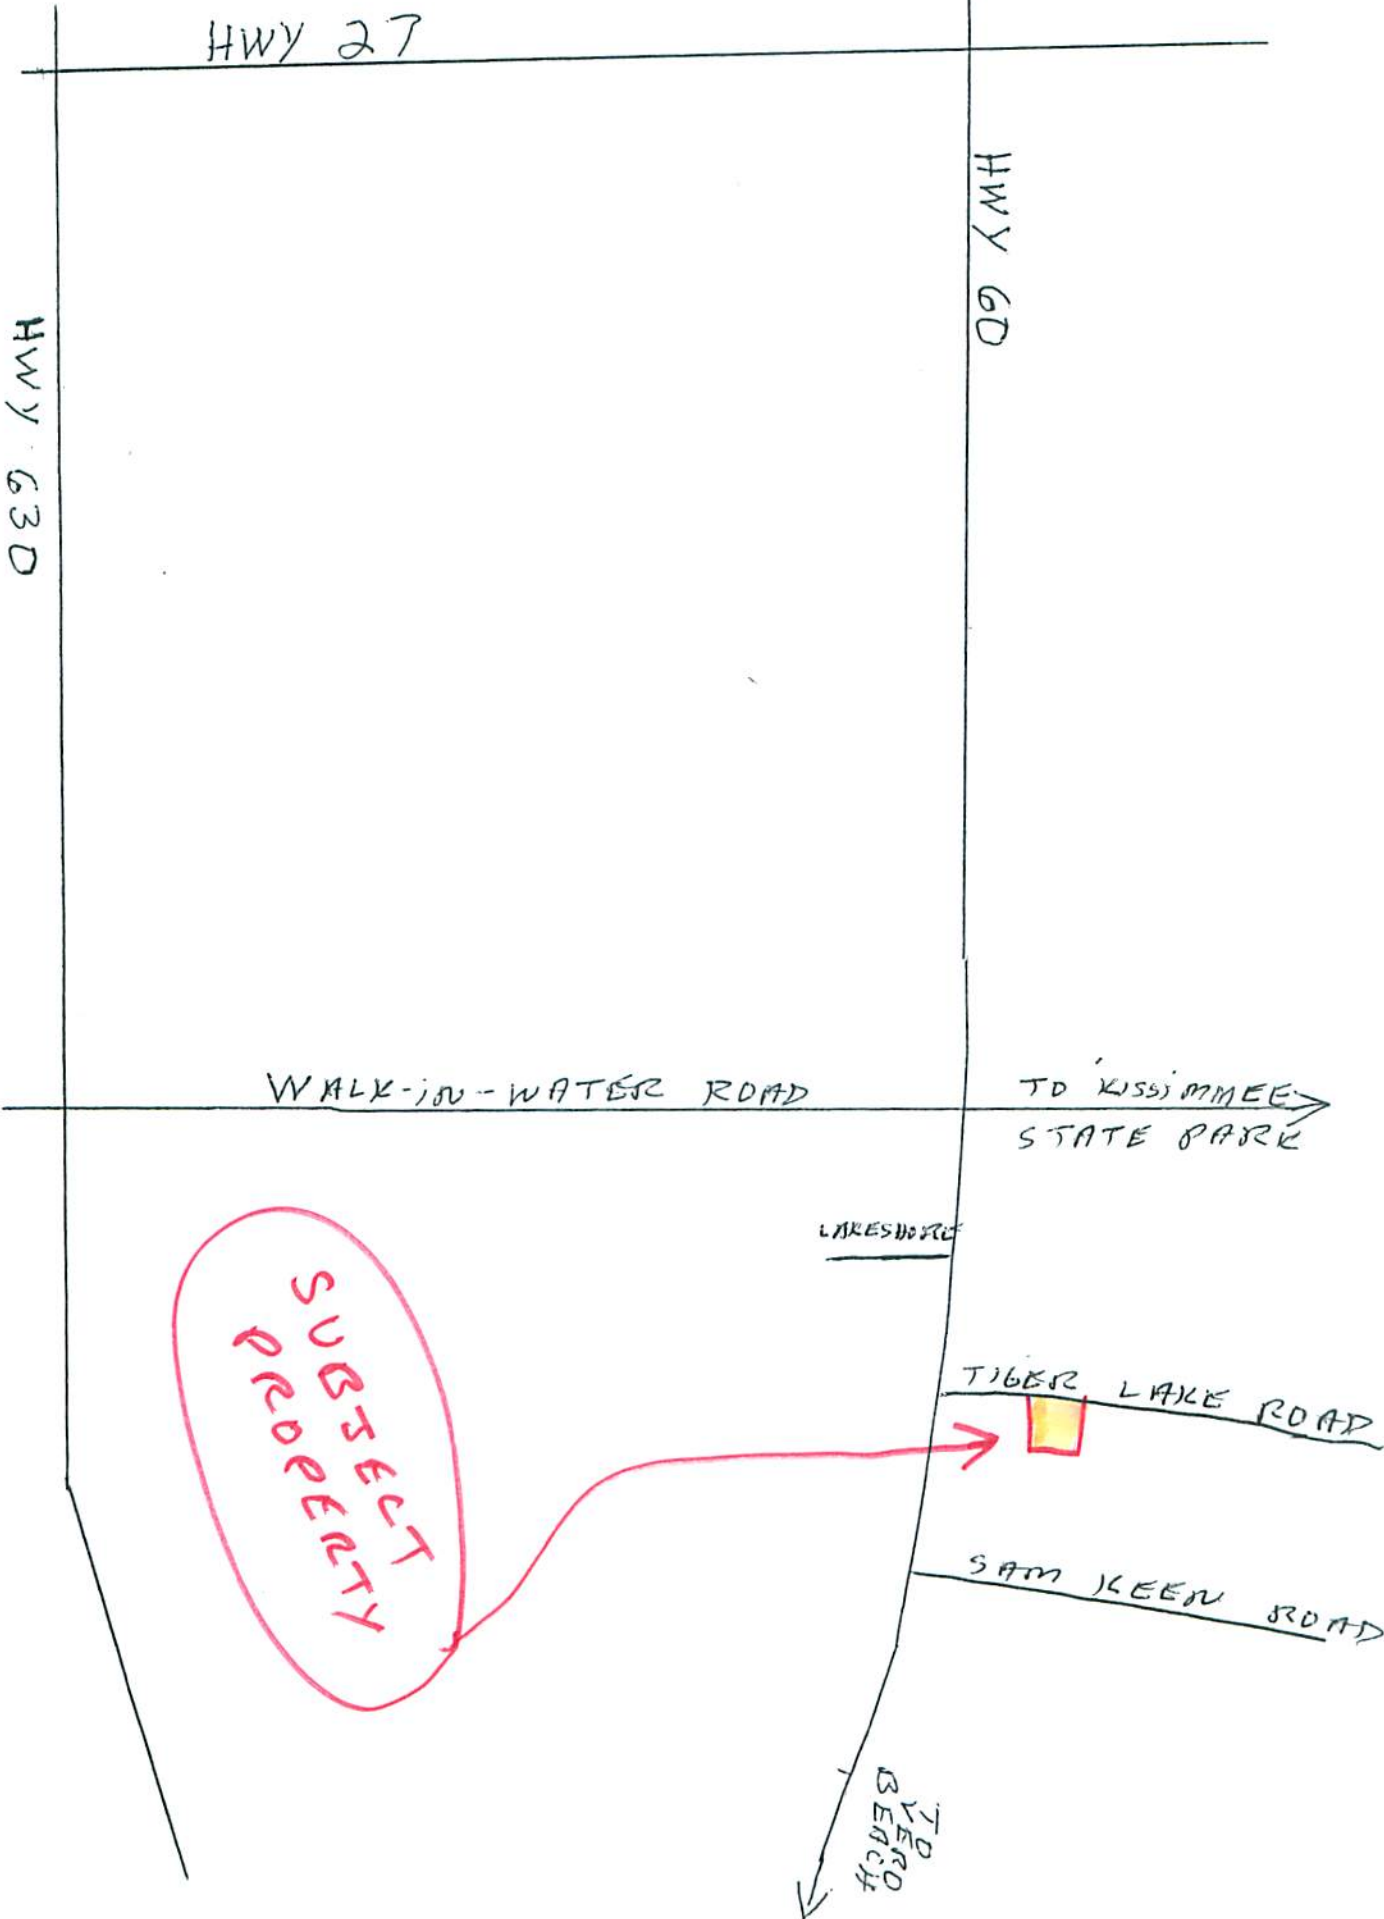 HWY 27
HWY 60
HWY 630
WALK-iN-WATER ROAD
TO KISSiMMEE
STATE PARK
LAKESHORE
TIGER LAKE ROAD
SUBJECT
PROPERTY
SAM KEEN ROAD
TO
VERO
BEACH